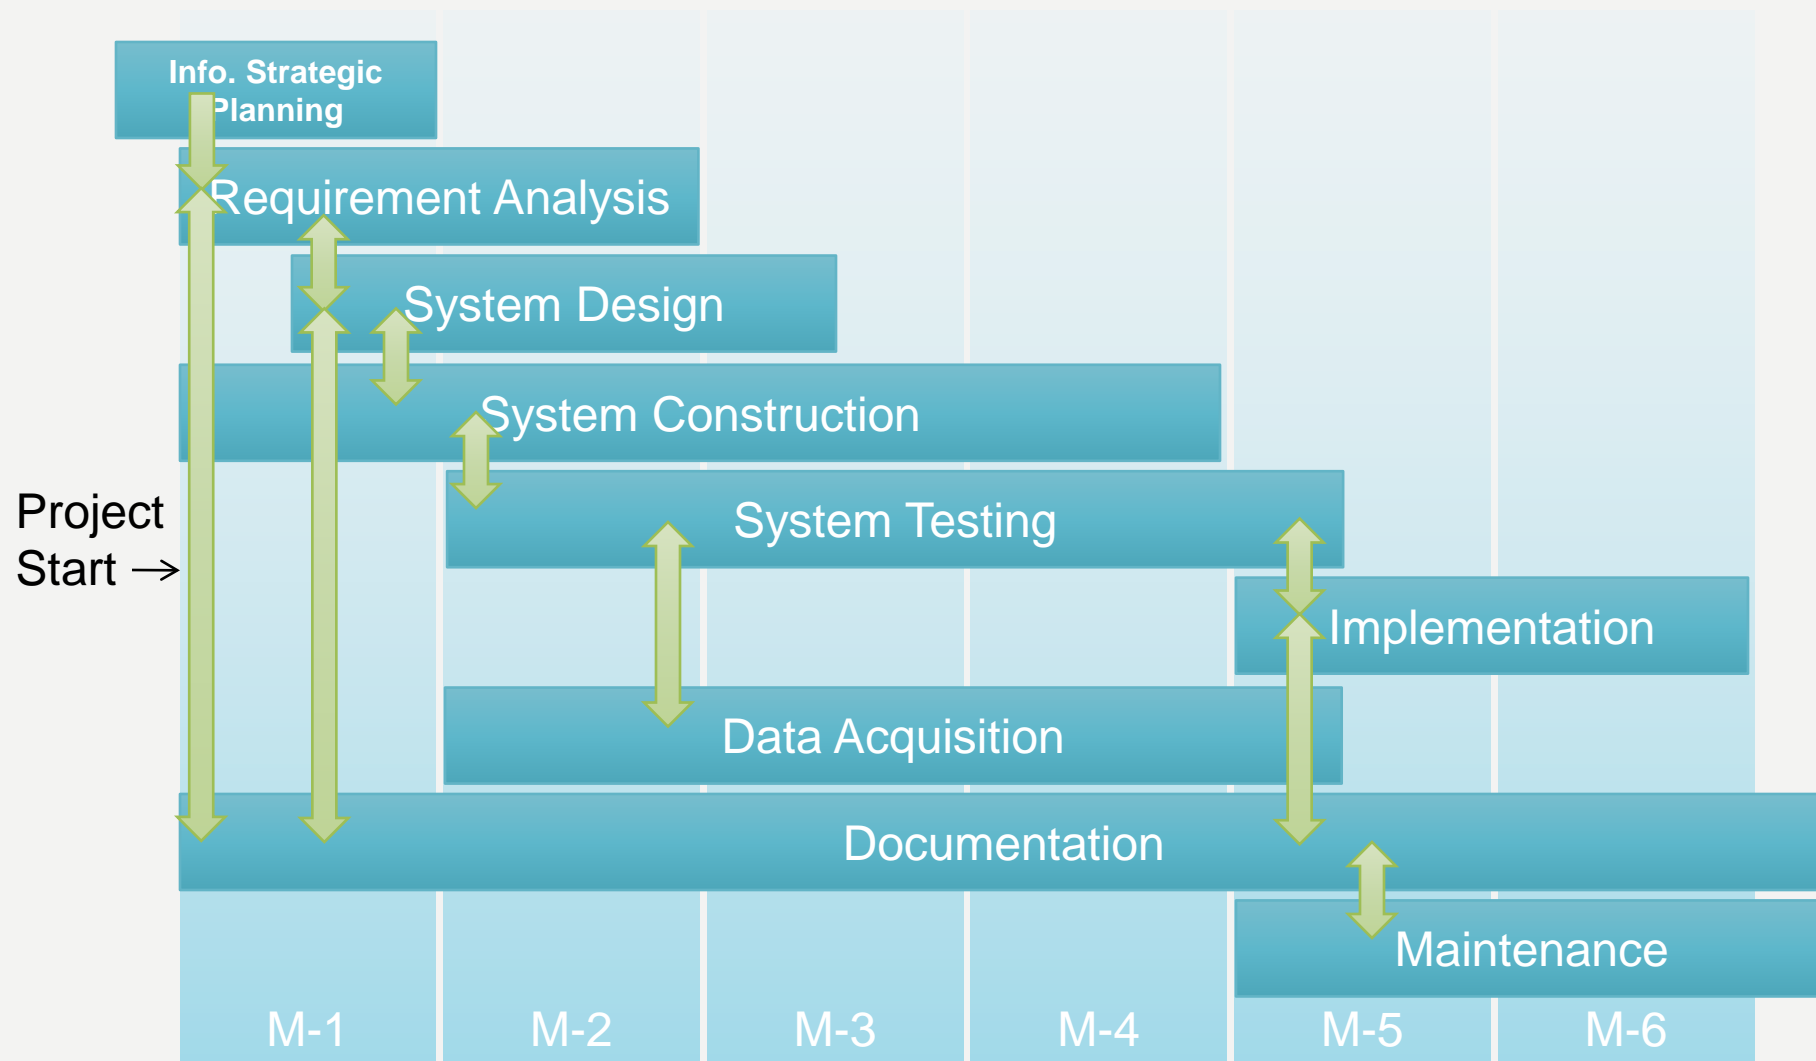 Info. Strategic
Planning
Requirement Analysis
System Design
System Construction
System Testing
Project
Start
Implementation
Data Acquisition
Documentation
Maintenance
M-1
M-2
M-3
M-4
M-5
M-6